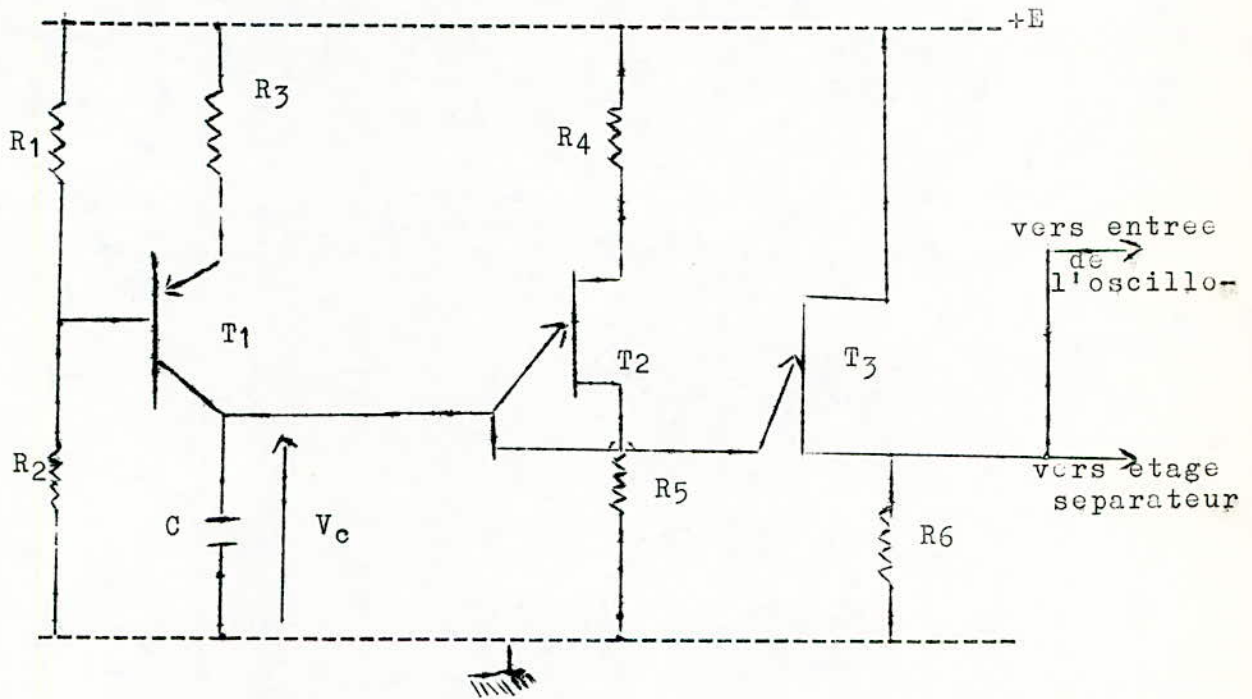 +E
R3
R1
R4
vers entree
de
l'oscillo-
T1
T2
T3
R2
vers etage
separateur
R5
C
Vc
R6